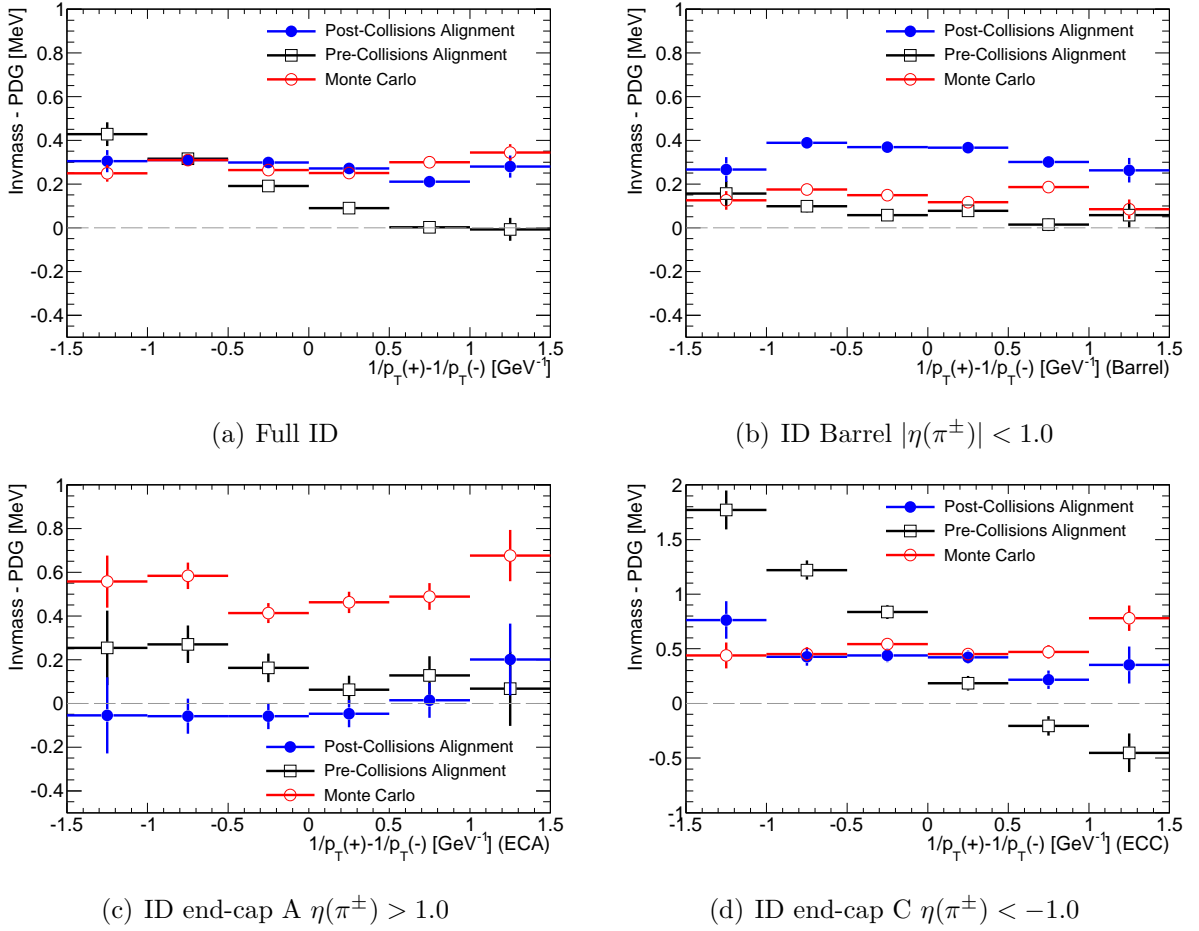 Invmass - PDG [MeV]
1
0.8
0.6
0.4
0.2
0
-0.2
-0.4
Post-Collisions Alignment
Pre-Collisions Alignment
Monte Carlo
-1.5 -1 -0.5 0 0.5 1 1.5
1/p_T(+)-1/p_T(-) [GeV⁻¹]
(a) Full ID
Invmass - PDG [MeV]
1
0.8
0.6
0.4
0.2
0
-0.2
-0.4
Post-Collisions Alignment
Pre-Collisions Alignment
Monte Carlo
-1.5 -1 -0.5 0 0.5 1 1.5
1/p_T(+)-1/p_T(-) [GeV⁻¹] (Barrel)
(b) ID Barrel |η(π±)| < 1.0
Invmass - PDG [MeV]
1
0.8
0.6
0.4
0.2
0
-0.2
-0.4
Post-Collisions Alignment
Pre-Collisions Alignment
Monte Carlo
-1.5 -1 -0.5 0 0.5 1 1.5
1/p_T(+)-1/p_T(-) [GeV⁻¹] (ECA)
(c) ID end-cap A η(π±) > 1.0
Invmass - PDG [MeV]
2
1.5
1
0.5
0
-0.5
-1
Post-Collisions Alignment
Pre-Collisions Alignment
Monte Carlo
-1.5 -1 -0.5 0 0.5 1 1.5
1/p_T(+)-1/p_T(-) [GeV⁻¹] (ECC)
(d) ID end-cap C η(π±) < −1.0